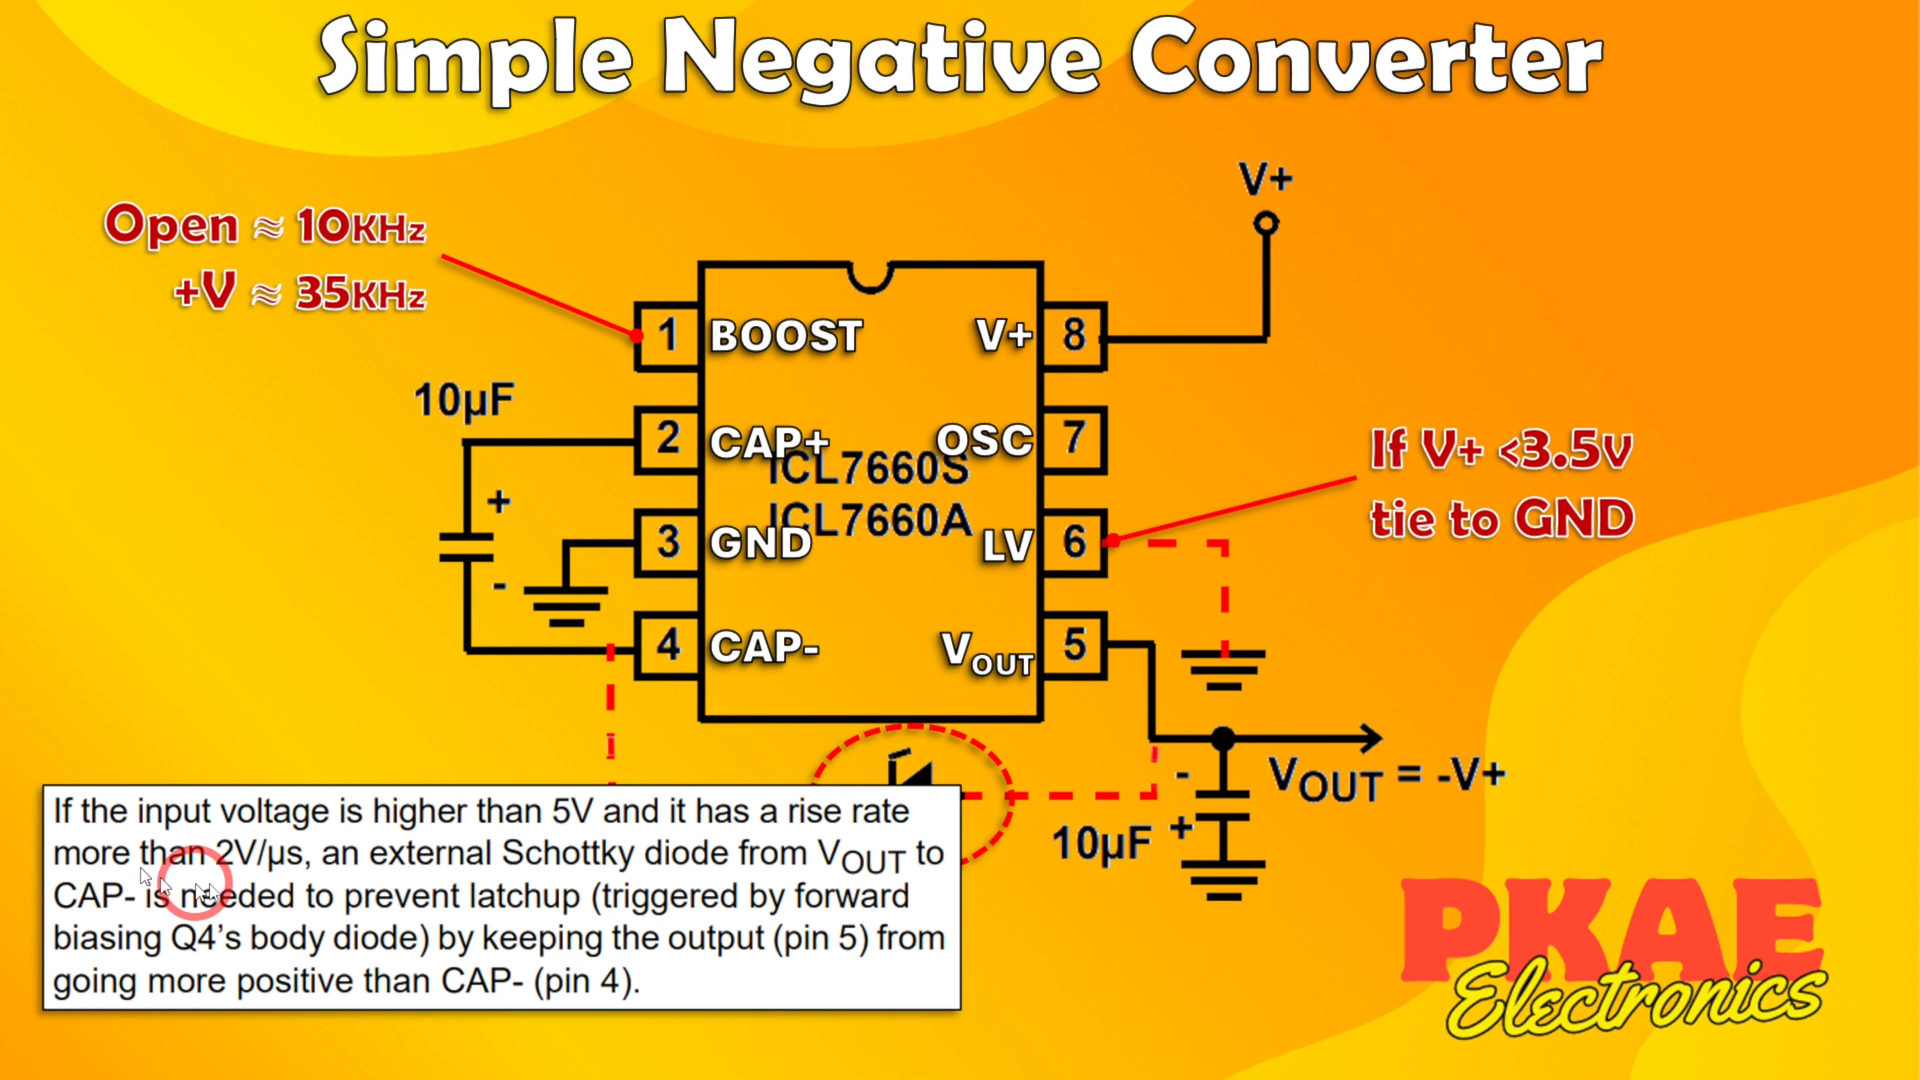 Simple Negative Converter
V+
Open ≈ 10KHz
+V ≈ 35KHz
1 BOOST V+ 8
10µF
2 CAP+ OSC 7
ICL7660S
ICL7660A
If V+ <3.5V
tie to GND
+
3 GND LV 6
-
4 CAP- VOUT 5
- VOUT = -V+
10µF +
If the input voltage is higher than 5V and it has a rise rate
more than 2V/µs, an external Schottky diode from VOUT to
CAP- is needed to prevent latchup (triggered by forward
biasing Q4's body diode) by keeping the output (pin 5) from
going more positive than CAP- (pin 4).
PKAE
Electronics